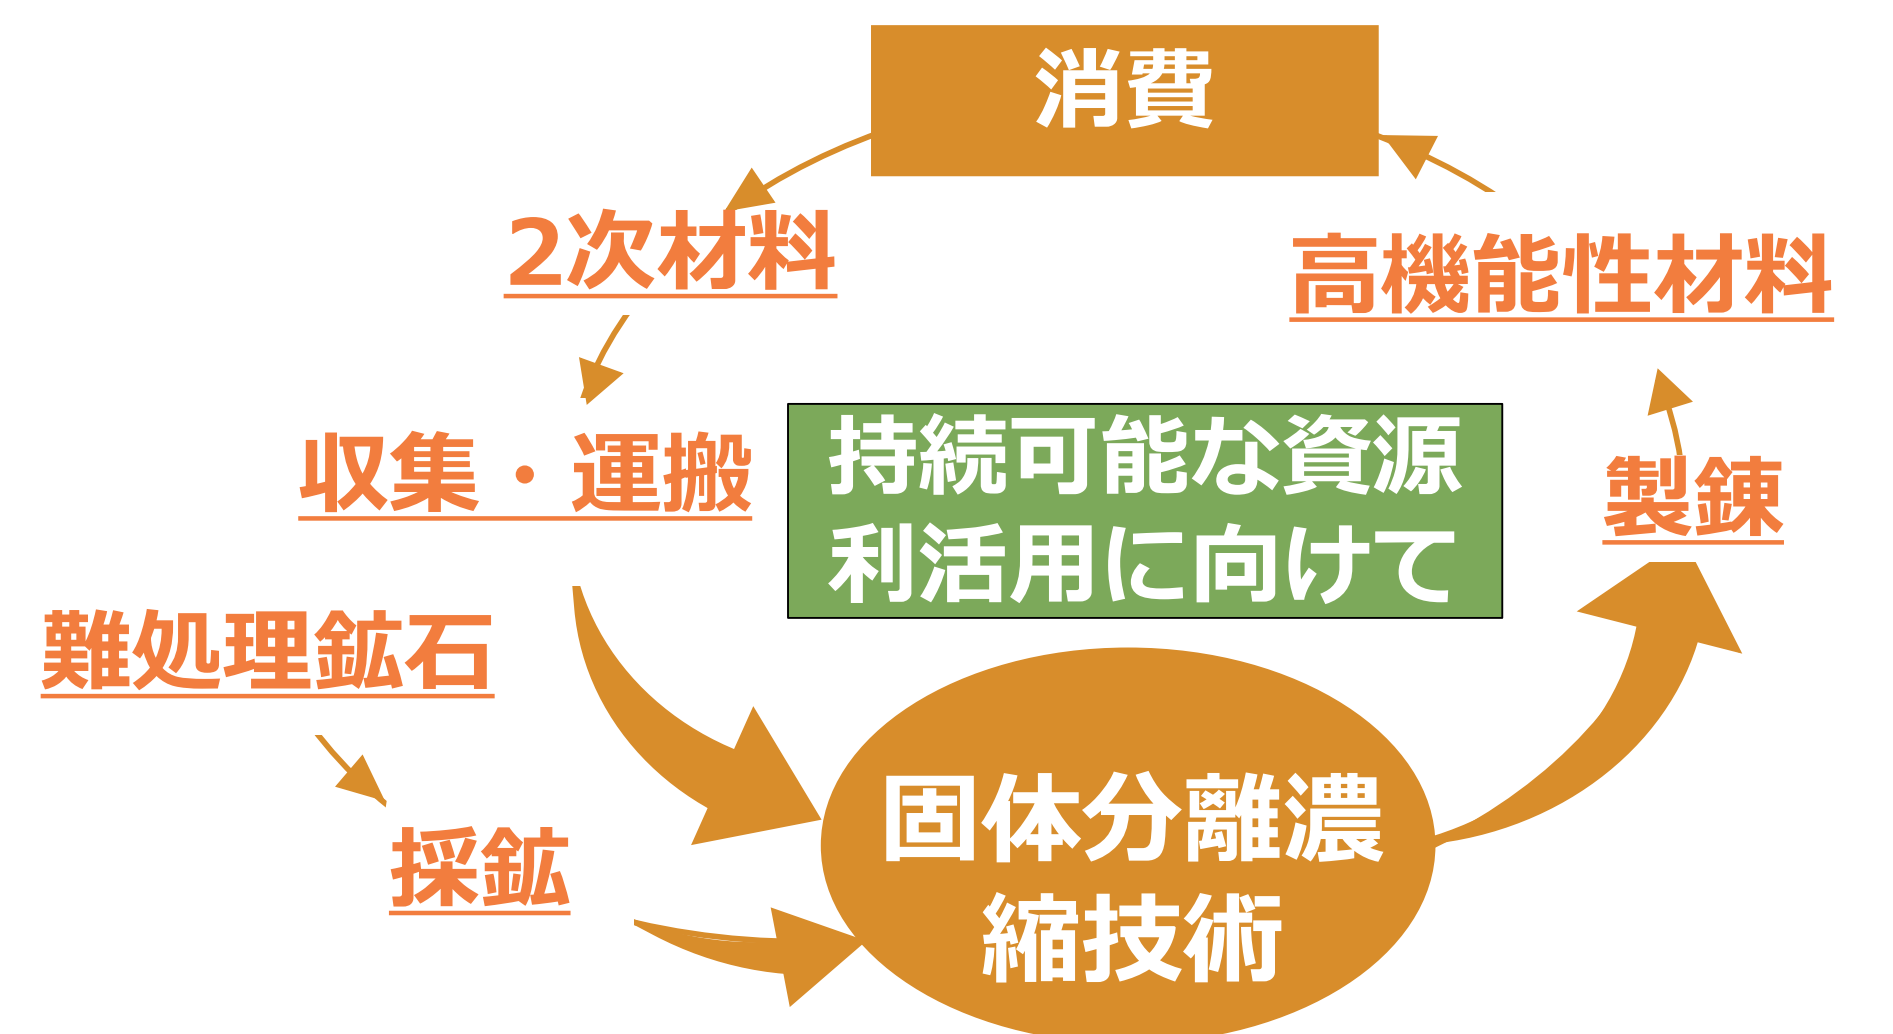 消費
2次材料
高機能性材料
収集・運搬
持続可能な資源
利活用に向けて
製錬
難処理鉱石
固体分離濃
縮技術
採鉱